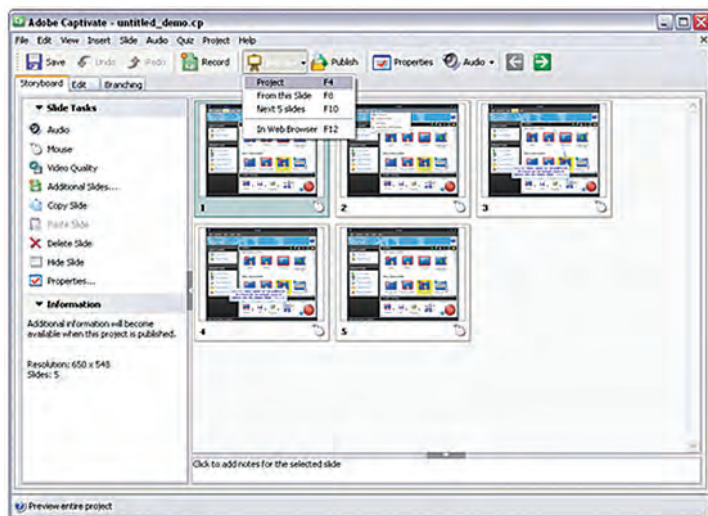 Adobe Captivate - untitled_demo.cp
File Edit View Insert Slide Audio Quiz Project Help
Save Undo Redo Record Publish Properties Audio
Storyboard Edit Branching
Slide Tasks
Audio
Mouse
Video Quality
Additional Slides...
Copy Slide
Paste Slide
Delete Slide
Hide Slide
Properties...
Information
Additional information will become
available when this project is published.
Resolution: 650 x 548
Slides: 5
Project F4
From this Slide F8
Next 5 slides F10
In Web Browser F12
1
2
3
4
5
Click to add notes for the selected slide
Preview entire project